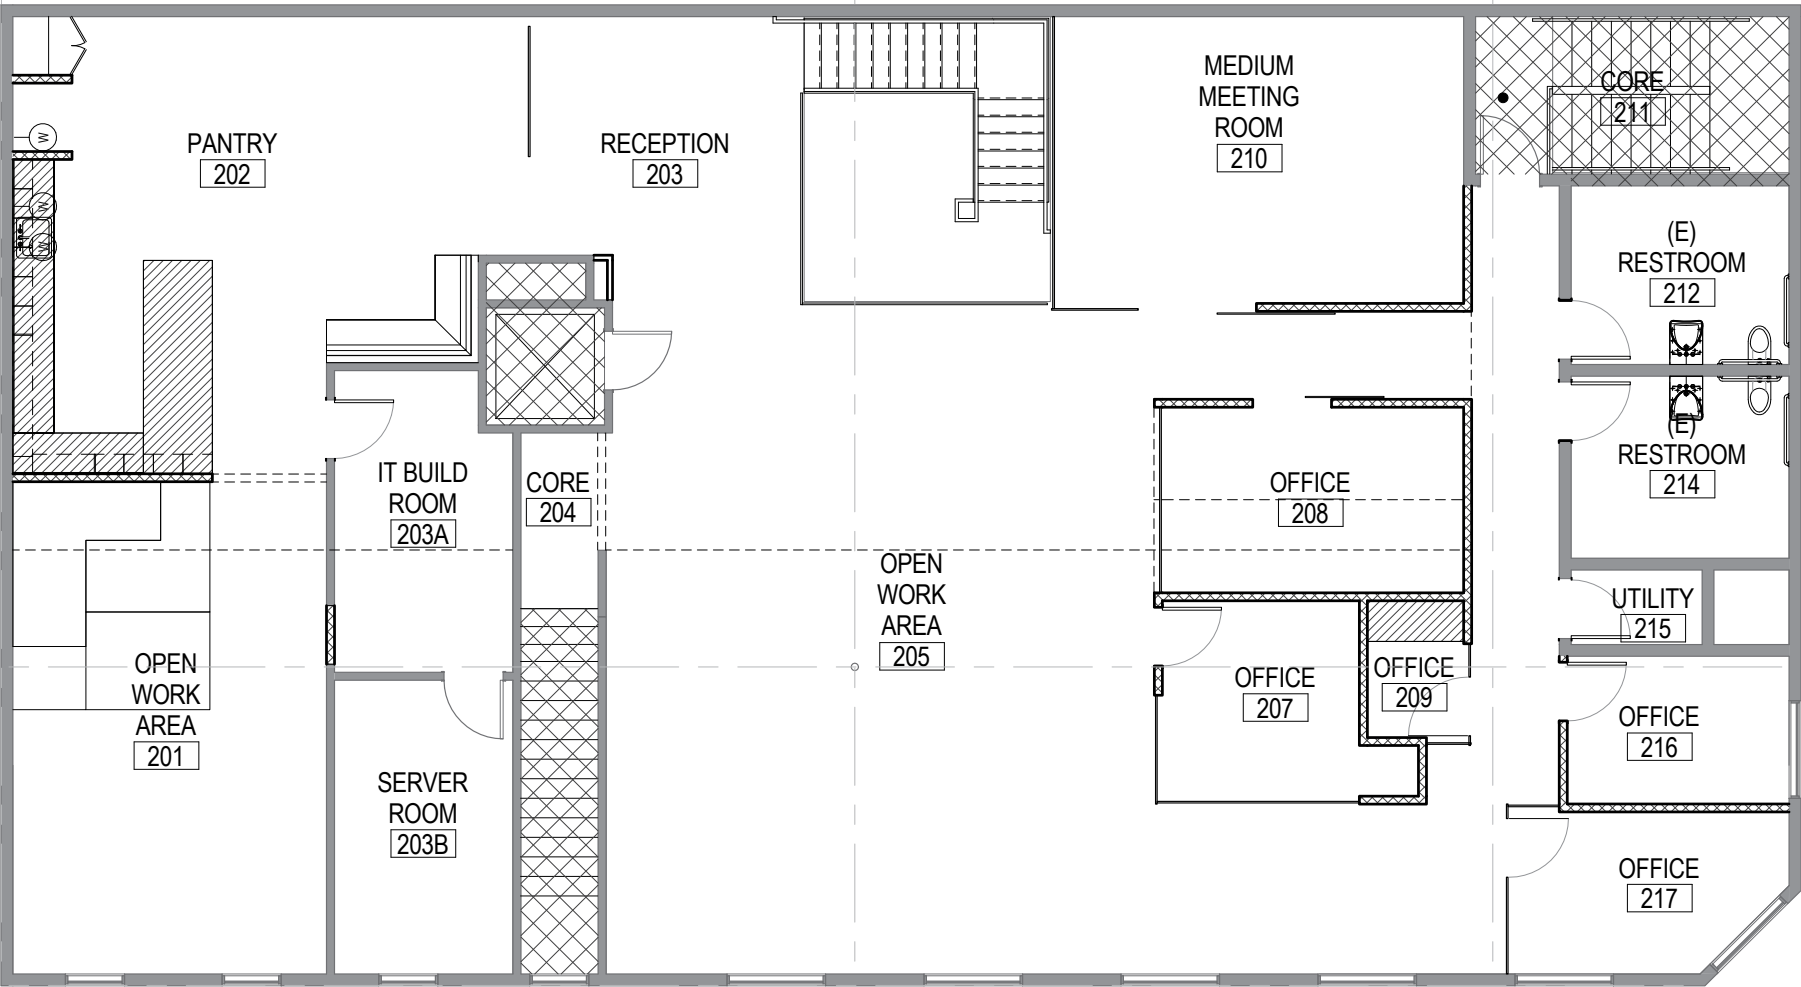 MEDIUM
MEETING
ROOM
210
CORE
211
PANTRY
202
RECEPTION
203
W
W
W
(E)
RESTROOM
212
(E)
RESTROOM
214
IT BUILD
ROOM
203A
CORE
204
OFFICE
208
OPEN
WORK
AREA
205
UTILITY
215
OPEN
WORK
AREA
201
OFFICE
207
OFFICE
209
OFFICE
216
SERVER
ROOM
203B
OFFICE
217